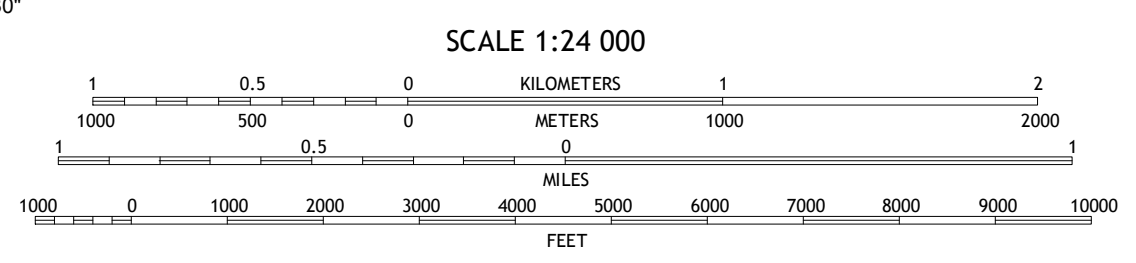 0"
SCALE 1:24 000
1 0.5 0 KILOMETERS 1 2
1000 500 0 METERS 1000 2000
1 0.5 0 1
MILES
1000 0 1000 2000 3000 4000 5000 6000 7000 8000 9000 10000
FEET